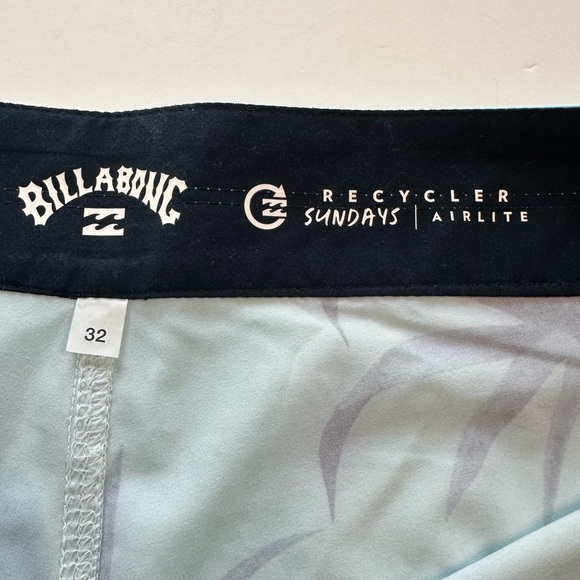 BILLABONG
RECYCLER
SUNDAYS | AIRLITE
32